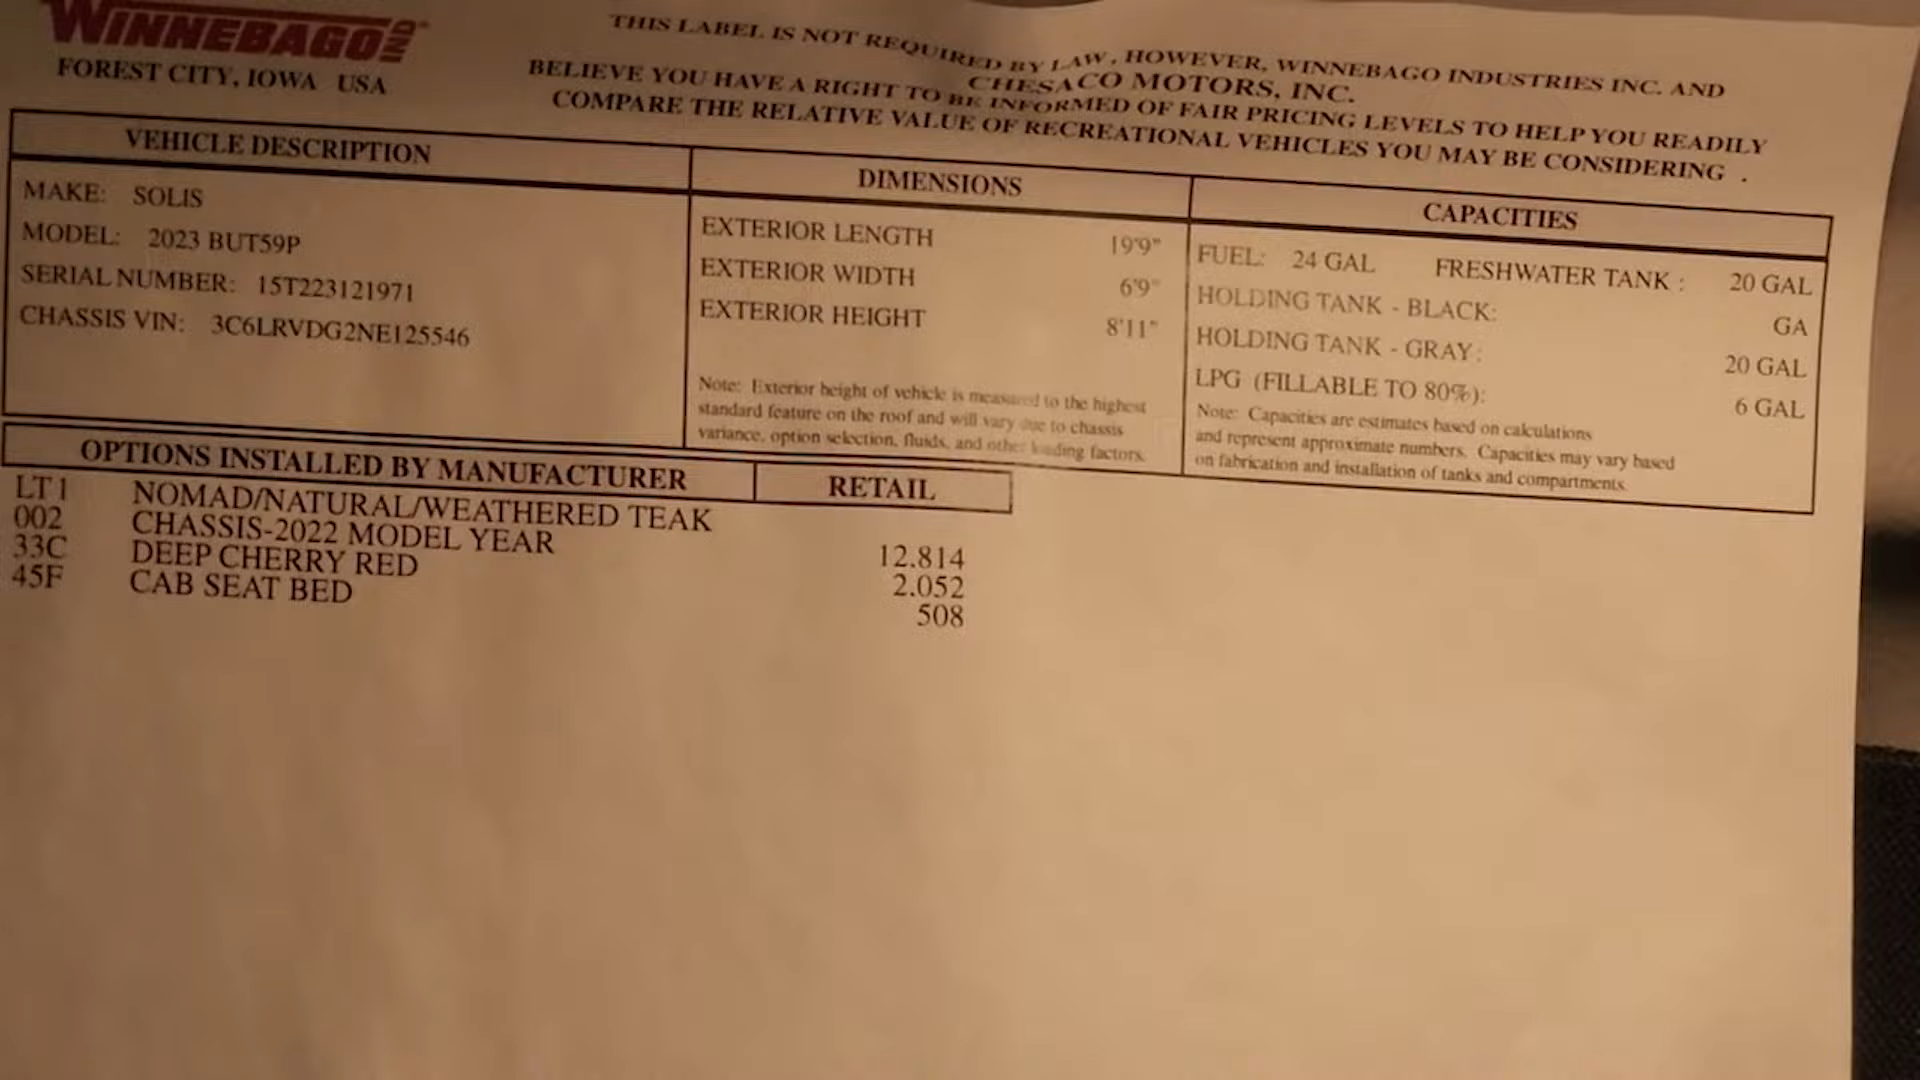 WINNEBAGO IND®
FOREST CITY, IOWA USA
THIS LABEL IS NOT REQUIRED BY LAW, HOWEVER, WINNEBAGO INDUSTRIES INC. AND
CHESACO MOTORS, INC.
BELIEVE YOU HAVE A RIGHT TO BE INFORMED OF FAIR PRICING LEVELS TO HELP YOU READILY
COMPARE THE RELATIVE VALUE OF RECREATIONAL VEHICLES YOU MAY BE CONSIDERING .
VEHICLE DESCRIPTION
MAKE: SOLIS
MODEL: 2023 BUT59P
SERIAL NUMBER: 15T223121971
CHASSIS VIN: 3C6LRVDG2NE125546
DIMENSIONS
EXTERIOR LENGTH 19'9"
EXTERIOR WIDTH 6'9"
EXTERIOR HEIGHT 8'11"
Note: Exterior height of vehicle is measured to the highest
standard feature on the roof and will vary due to chassis
variance, option selection, fluids, and other loading factors.
CAPACITIES
FUEL: 24 GAL FRESHWATER TANK : 20 GAL
HOLDING TANK - BLACK: GA
HOLDING TANK - GRAY: 20 GAL
LPG (FILLABLE TO 80%): 6 GAL
Note: Capacities are estimates based on calculations
and represent approximate numbers. Capacities may vary based
on fabrication and installation of tanks and compartments.
OPTIONS INSTALLED BY MANUFACTURER RETAIL
LT1 NOMAD/NATURAL/WEATHERED TEAK
002 CHASSIS-2022 MODEL YEAR 12.814
33C DEEP CHERRY RED 2.052
45F CAB SEAT BED 508